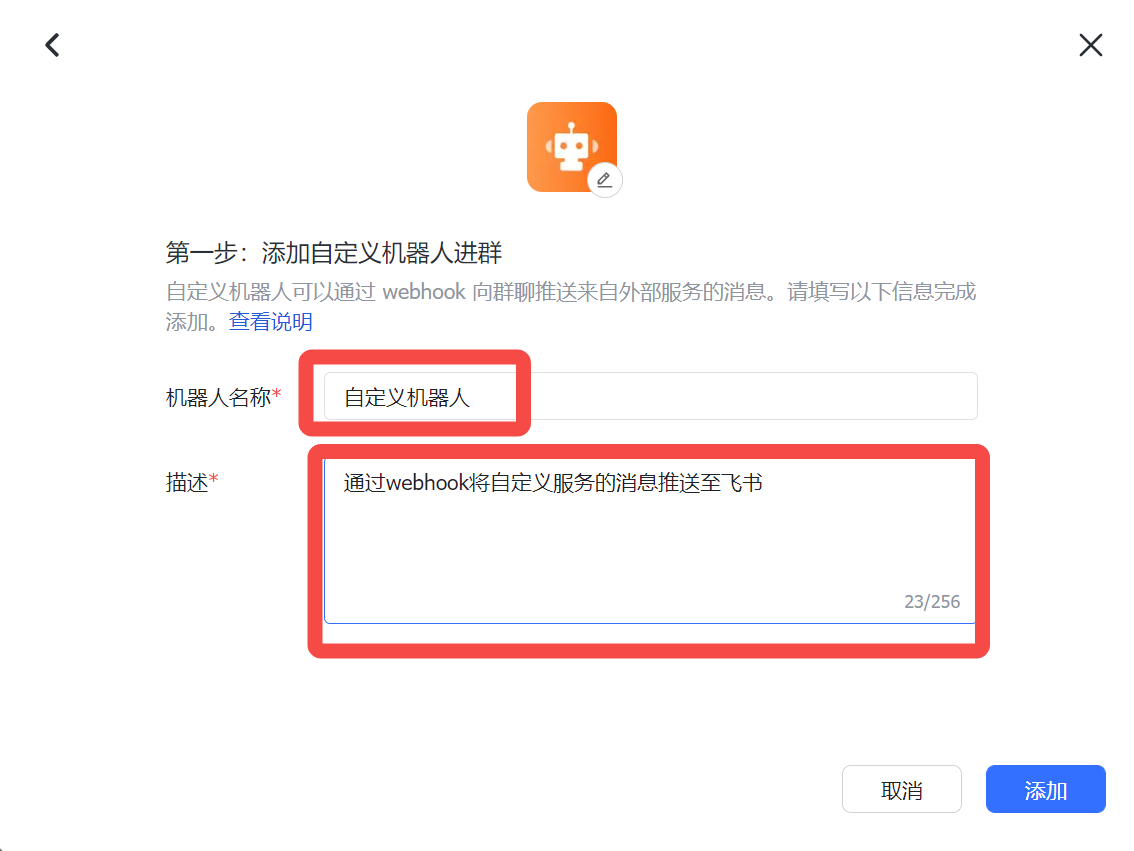 第一步：添加自定义机器人进群
自定义机器人可以通过 webhook 向群聊推送来自外部服务的消息。请填写以下信息完成
添加。查看说明
机器人名称*
自定义机器人
描述*
通过webhook将自定义服务的消息推送至飞书
23/256
取消
添加